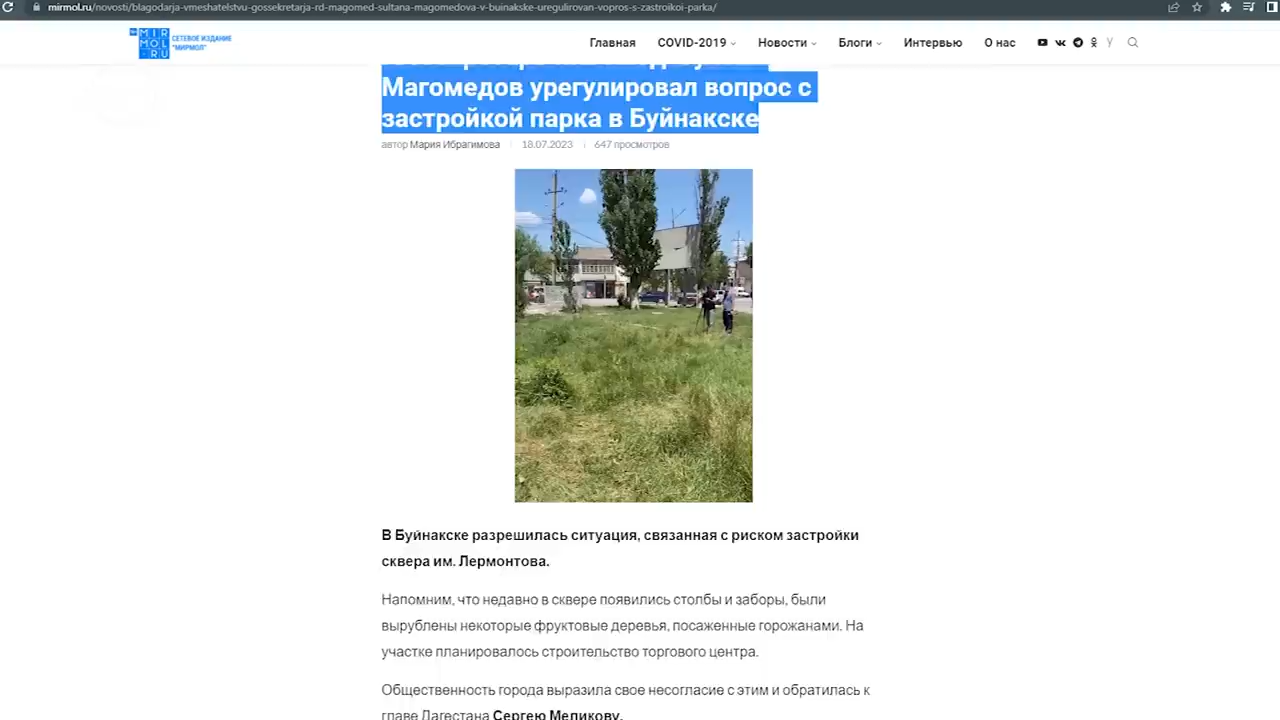 mirmol.ru/novosti/blagodarja-vmeshatelstvu-gossekretarja-rd-magomed-sultana-magomedova-v-buinakske-uregulirovan-vopros-s-zastroikoi-parka/
МИРМОЛ.RU
СЕТЕВОЕ ИЗДАНИЕ
"МИРМОЛ"
Главная COVID-2019 Новости Блоги Интервью О нас
Магомедов урегулировал вопрос с
застройкой парка в Буйнакске
автор Мария Ибрагимова 18.07.2023 647 просмотров
В Буйнакске разрешилась ситуация, связанная с риском застройки
сквера им. Лермонтова.
Напомним, что недавно в сквере появились столбы и заборы, были
вырублены некоторые фруктовые деревья, посаженные горожанами. На
участке планировалось строительство торгового центра.
Общественность города выразила свое несогласие с этим и обратилась к
главе Дагестана Сергею Меликову.